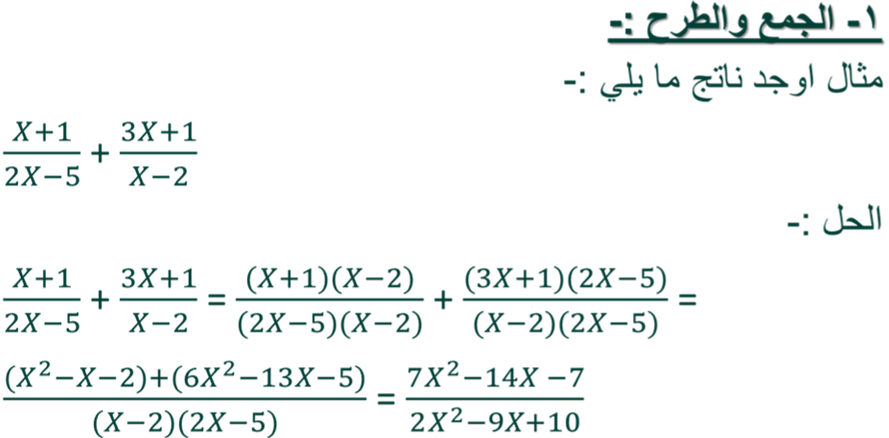 ١- الجمع والطرح :-
مثال اوجد ناتج ما يلي :-
\frac{X+1}{2X-5} + \frac{3X+1}{X-2}
الحل :-
\frac{X+1}{2X-5} + \frac{3X+1}{X-2} = \frac{(X+1)(X-2)}{(2X-5)(X-2)} + \frac{(3X+1)(2X-5)}{(X-2)(2X-5)} =
\frac{(X^2-X-2)+(6X^2-13X-5)}{(X-2)(2X-5)} = \frac{7X^2-14X-7}{2X^2-9X+10}